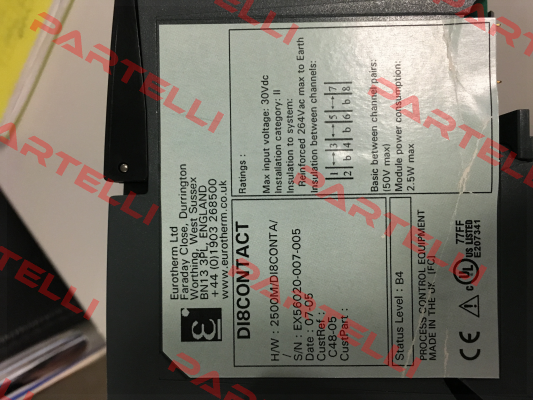 Eurotherm Ltd
Faraday Close, Durrington
Worthing, West Sussex
BN13 3PL, ENGLAND
+44 (0)1903 268500
www.eurotherm.co.uk
DI8CONTACT
H/W : 2500M/DI8CONTA/
/
S/N : EX56020-007-005
Date : 07-05
CustRef :
C48-05
CustPart :
Status Level : B4
PROCESS CONTROL EQUIPMENT
MADE IN THE UK (FC)
CE
c UL US LISTED
77FF
E207341
Ratings :
Max input voltage: 30Vdc
Installation category: II
Insulation to system:
Reinforced 264Vac max to Earth
Insulation between channels:
1---3---5---7
2 b 4 b 6 b 8
Basic between channel pairs:
(50V max)
Module power consumption:
2.5W max
PARTELLI
PARTELLI
PARTELLI
PARTELLI
PARTELLI
PARTELLI